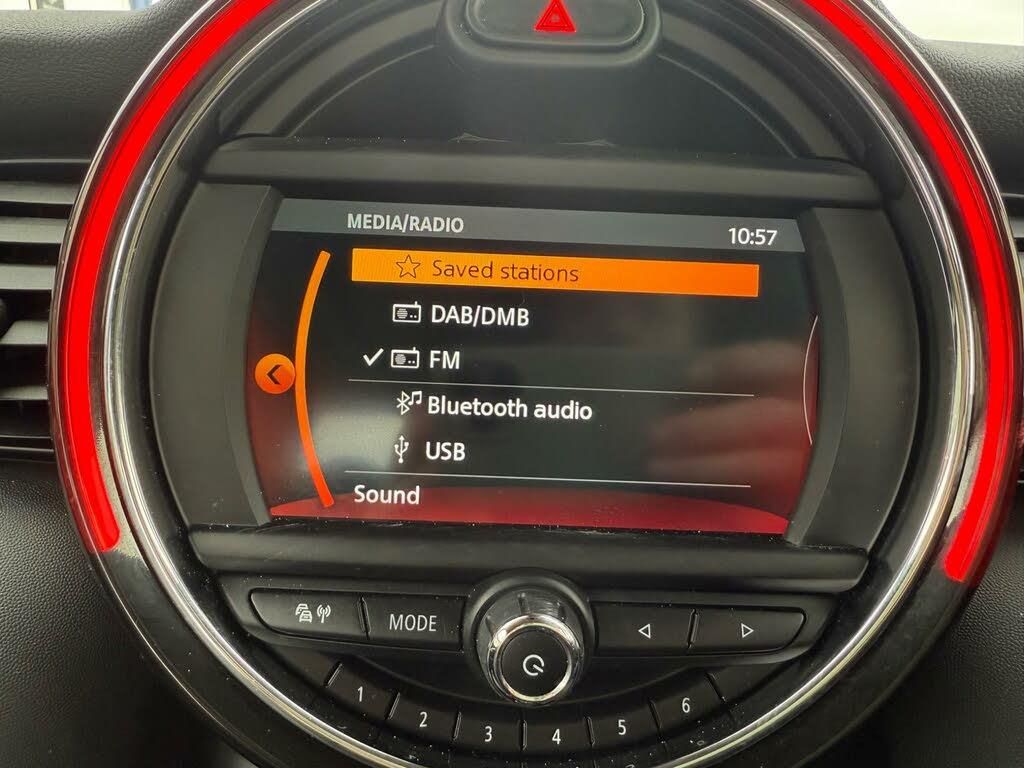 MEDIA/RADIO
10:57
Saved stations
DAB/DMB
FM
Bluetooth audio
USB
Sound
MODE
1
2
3
4
5
6